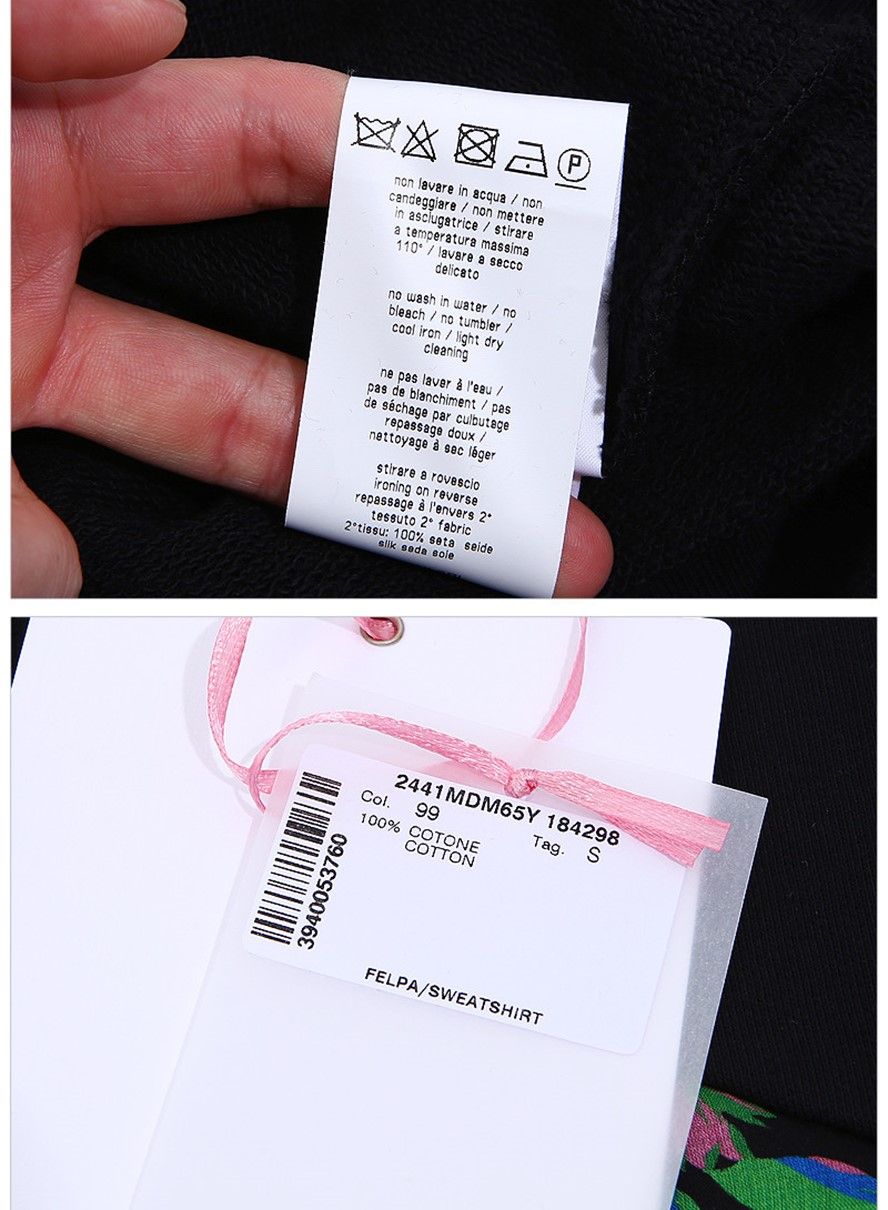 P
non lavare in acqua / non
candeggiare / non mettere
in asciugatrice / stirare
a temperatura massima
110° / lavare a secco
delicato
no wash in water / no
bleach / no tumbler /
cool iron / light dry
cleaning
ne pas laver à l'eau /
pas de blanchiment / pas
de séchage par culbutage
repassage doux /
nettoyage à sac léger
stirare a rovescio
ironing on reverse
repassage à l'envers 2°
tessuto 2° fabric
2°tissu: 100% seta seide
silk seda soie
2441MDM65Y 184298
Col. 99
Tag. S
100% COTONE
COTTON
3940053760
FELPA/SWEATSHIRT